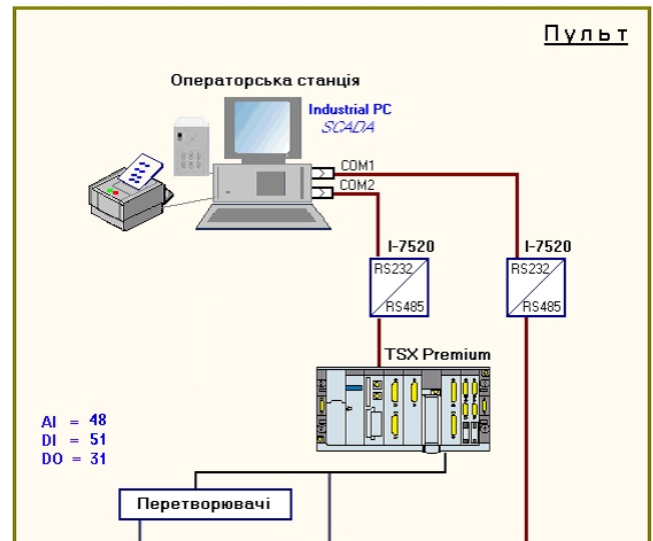 Пульт
Операторська станція
Industrial PC
SCADA
COM1
COM2
I-7520
I-7520
RS232
RS485
RS232
RS485
TSX Premium
AI = 48
DI = 51
DO = 31
Перетворювачі